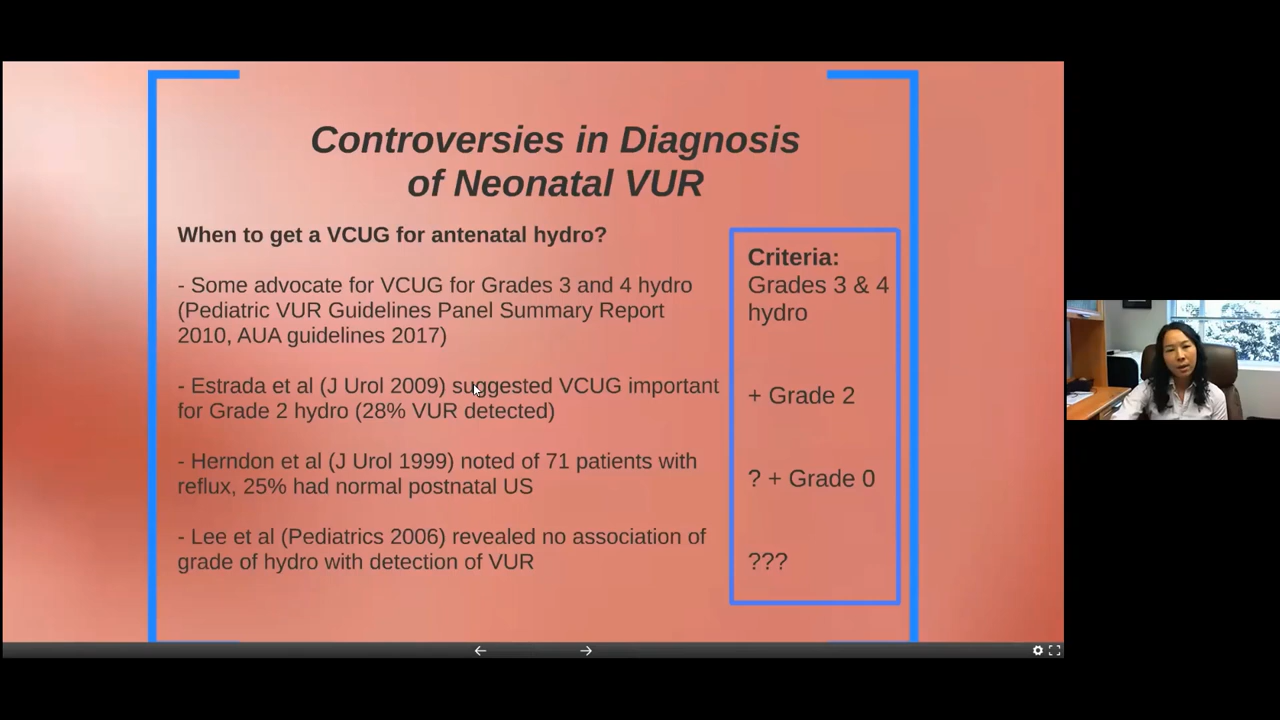 Controversies in Diagnosis
of Neonatal VUR
When to get a VCUG for antenatal hydro?
- Some advocate for VCUG for Grades 3 and 4 hydro
(Pediatric VUR Guidelines Panel Summary Report
2010, AUA guidelines 2017)
- Estrada et al (J Urol 2009) suggested VCUG important
for Grade 2 hydro (28% VUR detected)
- Herndon et al (J Urol 1999) noted of 71 patients with
reflux, 25% had normal postnatal US
- Lee et al (Pediatrics 2006) revealed no association of
grade of hydro with detection of VUR
Criteria:
Grades 3 & 4
hydro
+ Grade 2
? + Grade 0
???